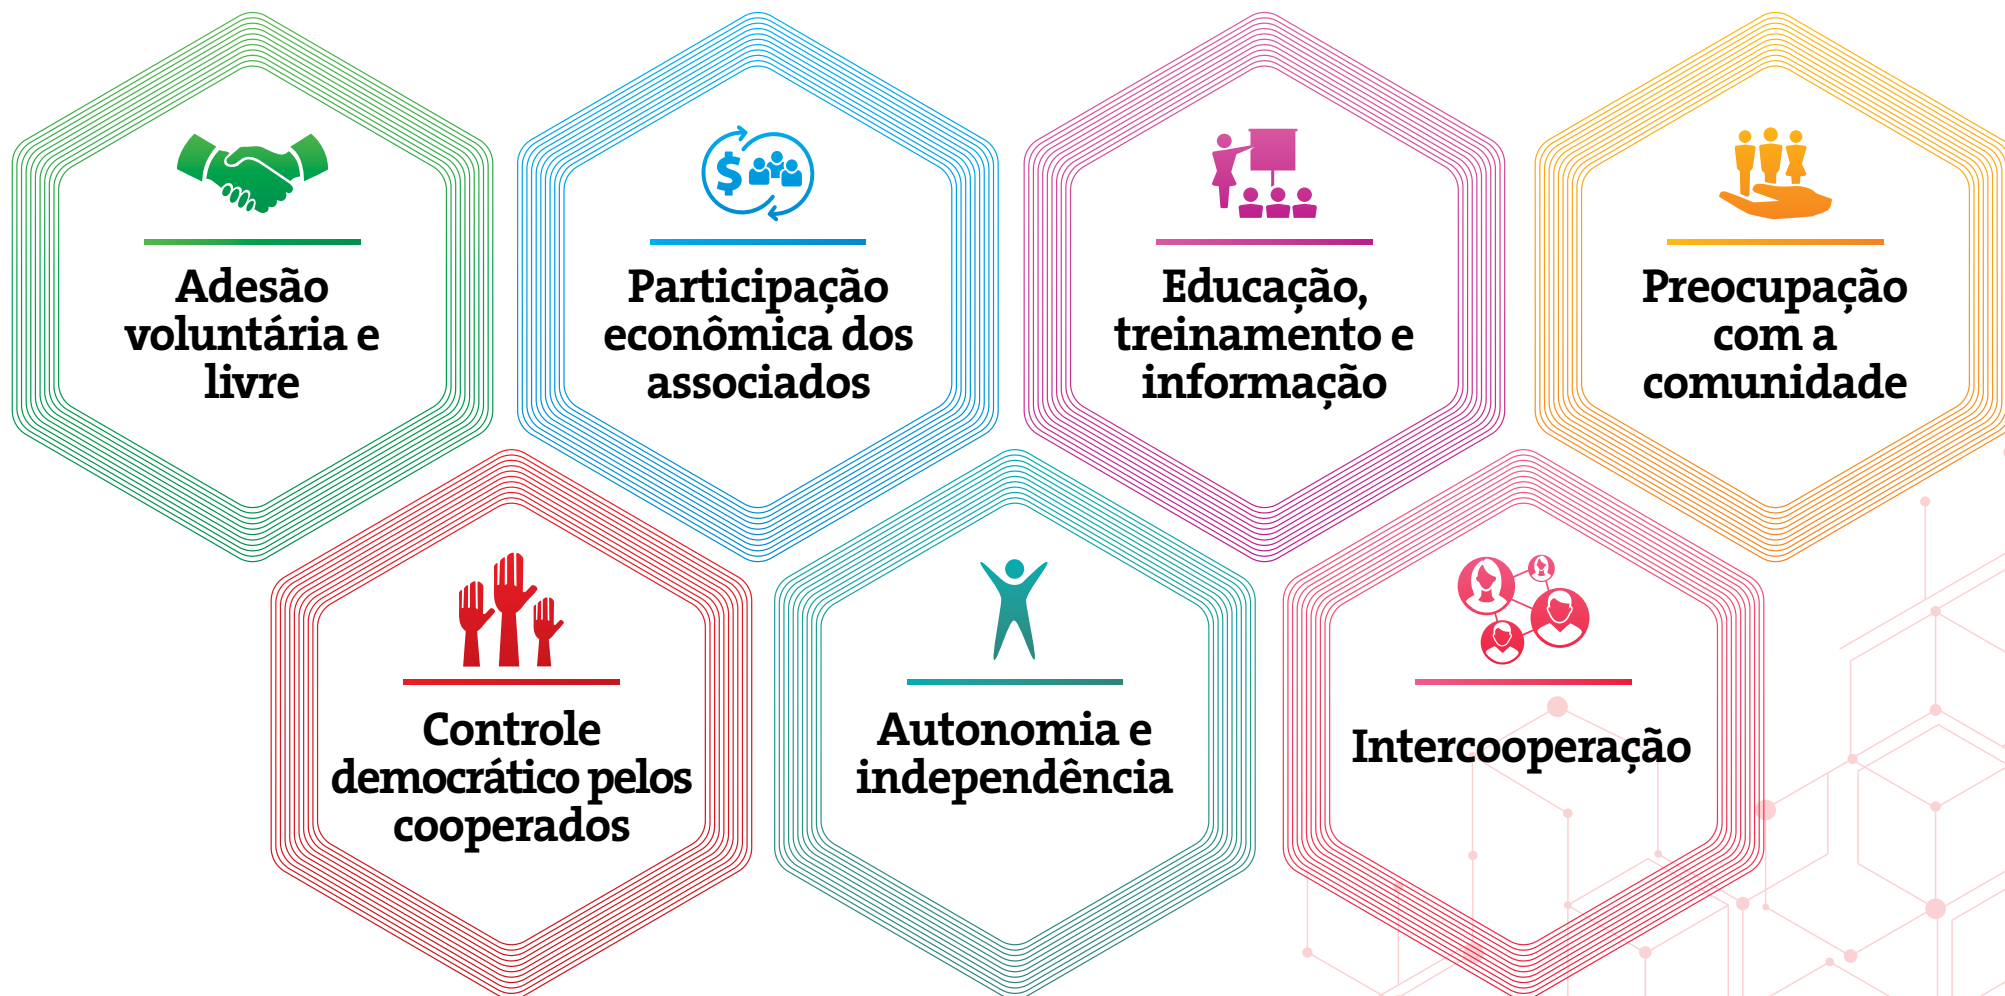 Adesão
voluntária e
livre
Participação
econômica dos
associados
Educação,
treinamento e
informação
Preocupação
com a
comunidade
Controle
democrático pelos
cooperados
Autonomia e
independência
Intercooperação